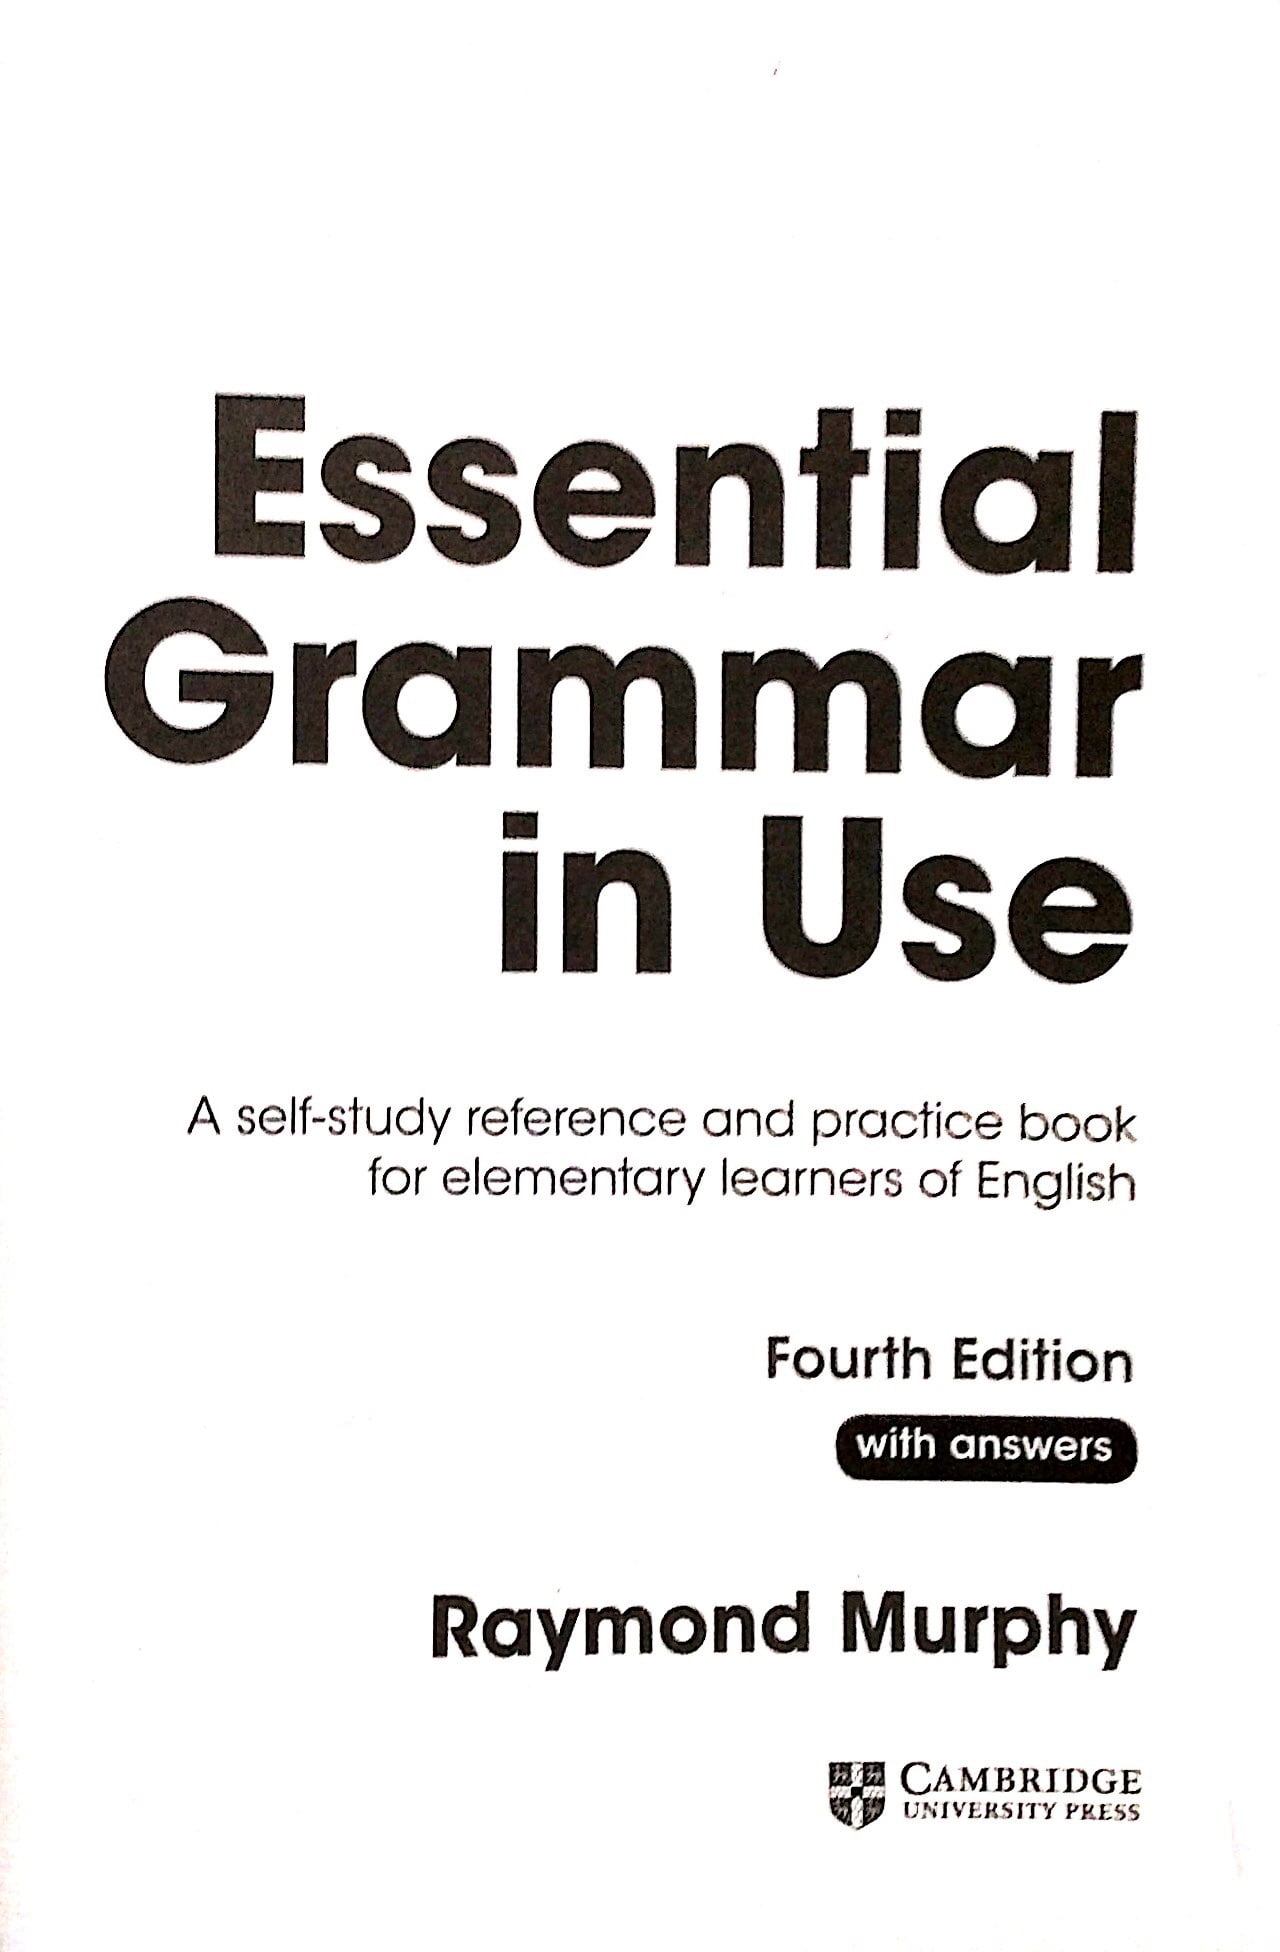 Essential
Grammar
in Use
A self-study reference and practice book
for elementary learners of English
Fourth Edition
with answers
Raymond Murphy
CAMBRIDGE
UNIVERSITY PRESS